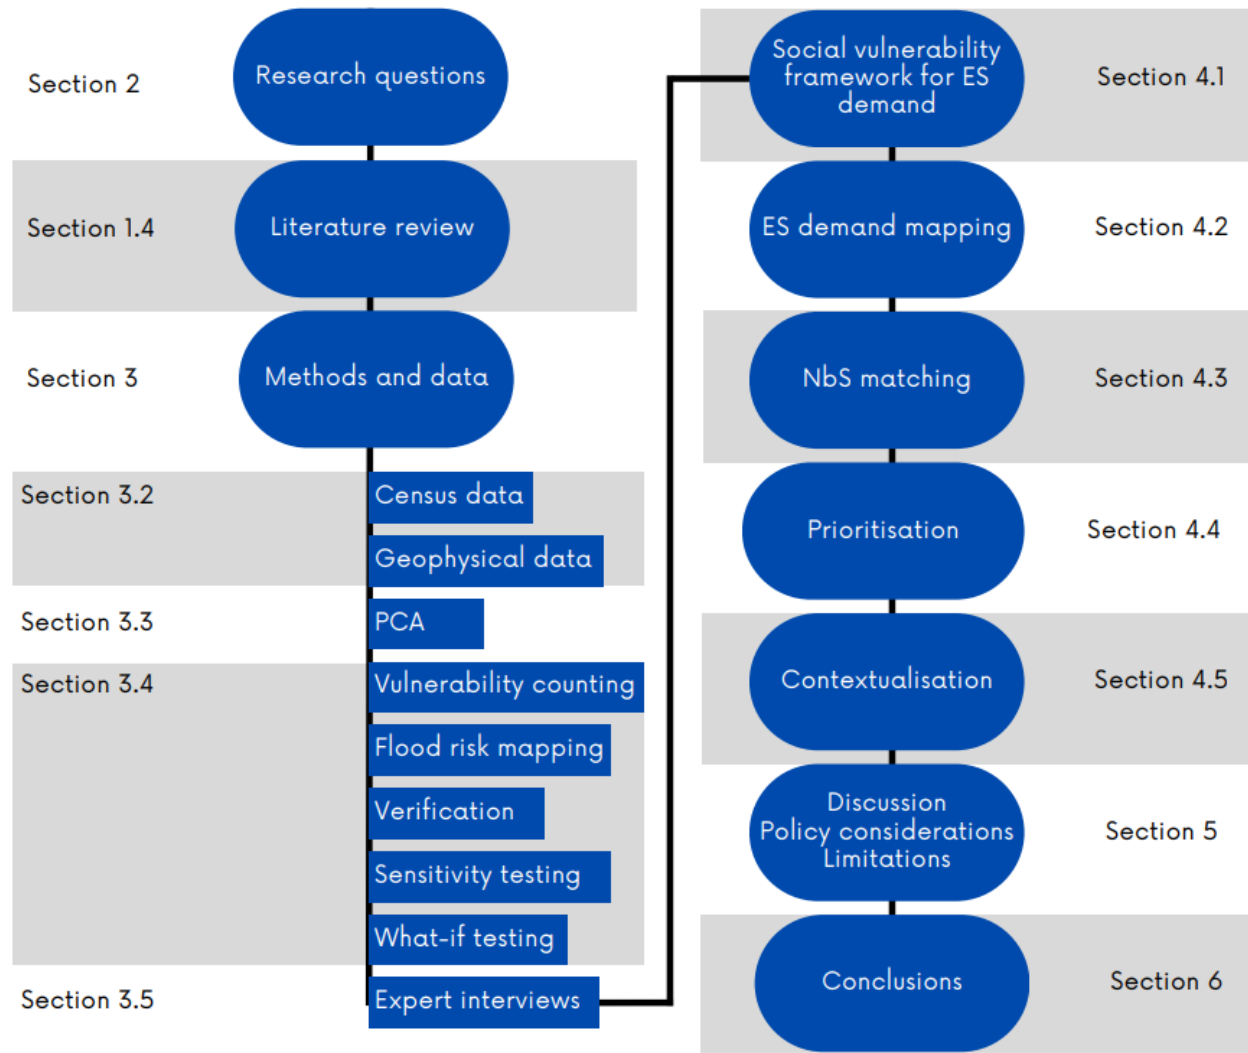 Section 2
Research questions
Section 1.4
Literature review
Section 3
Methods and data
Section 3.2
Census data
Geophysical data
Section 3.3
PCA
Section 3.4
Vulnerability counting
Flood risk mapping
Verification
Sensitivity testing
What-if testing
Section 3.5
Expert interviews
Social vulnerability
framework for ES
demand
Section 4.1
ES demand mapping
Section 4.2
NbS matching
Section 4.3
Prioritisation
Section 4.4
Contextualisation
Section 4.5
Discussion
Policy considerations
Limitations
Section 5
Conclusions
Section 6